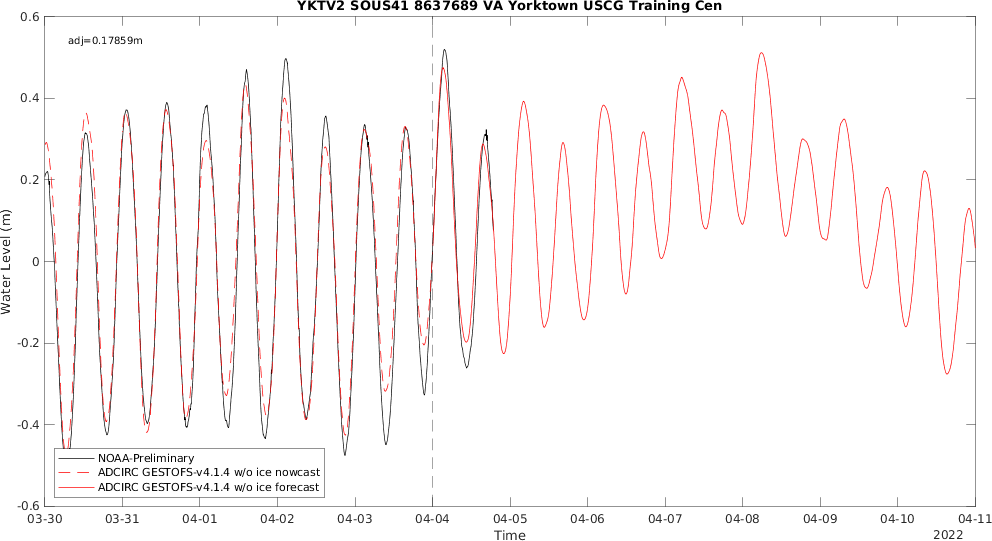 YKTV2 SOUS41 8637689 VA Yorktown USCG Training Cen
adj=0.17859m
0.6
0.4
0.2
0
-0.2
-0.4
-0.6
Water Level (m)
NOAA-Preliminary
ADCIRC GESTOFS-v4.1.4 w/o ice nowcast
ADCIRC GESTOFS-v4.1.4 w/o ice forecast
03-30 03-31 04-01 04-02 04-03 04-04 04-05 04-06 04-07 04-08 04-09 04-10 04-11
Time
2022